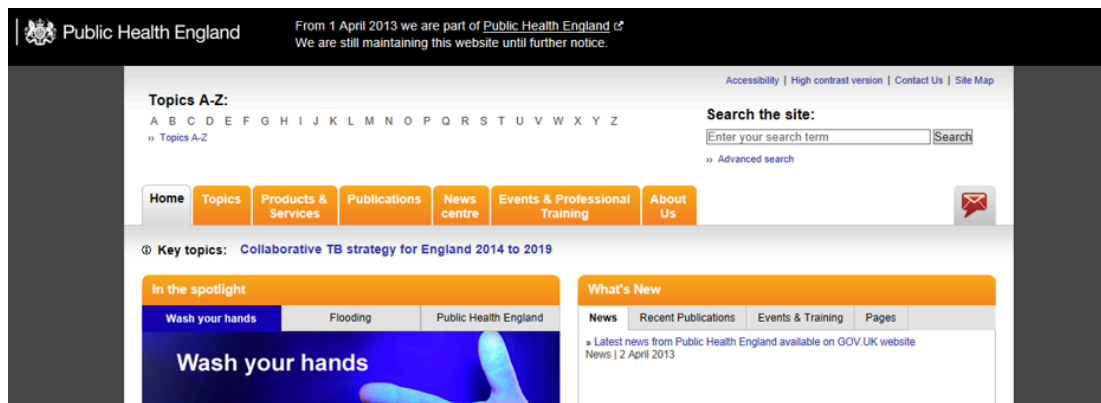 Public Health England
From 1 April 2013 we are part of Public Health England
We are still maintaining this website until further notice.
Accessibility | High contrast version | Contact Us | Site Map
Topics A-Z:
A B C D E F G H I J K L M N O P Q R S T U V W X Y Z
» Topics A-Z
Search the site:
Enter your search term Search
» Advanced search
Home Topics Products & Services Publications News centre Events & Professional Training About Us
Key topics: Collaborative TB strategy for England 2014 to 2019
In the spotlight
Wash your hands Flooding Public Health England
Wash your hands
What's New
News Recent Publications Events & Training Pages
» Latest news from Public Health England available on GOV.UK website
News | 2 April 2013